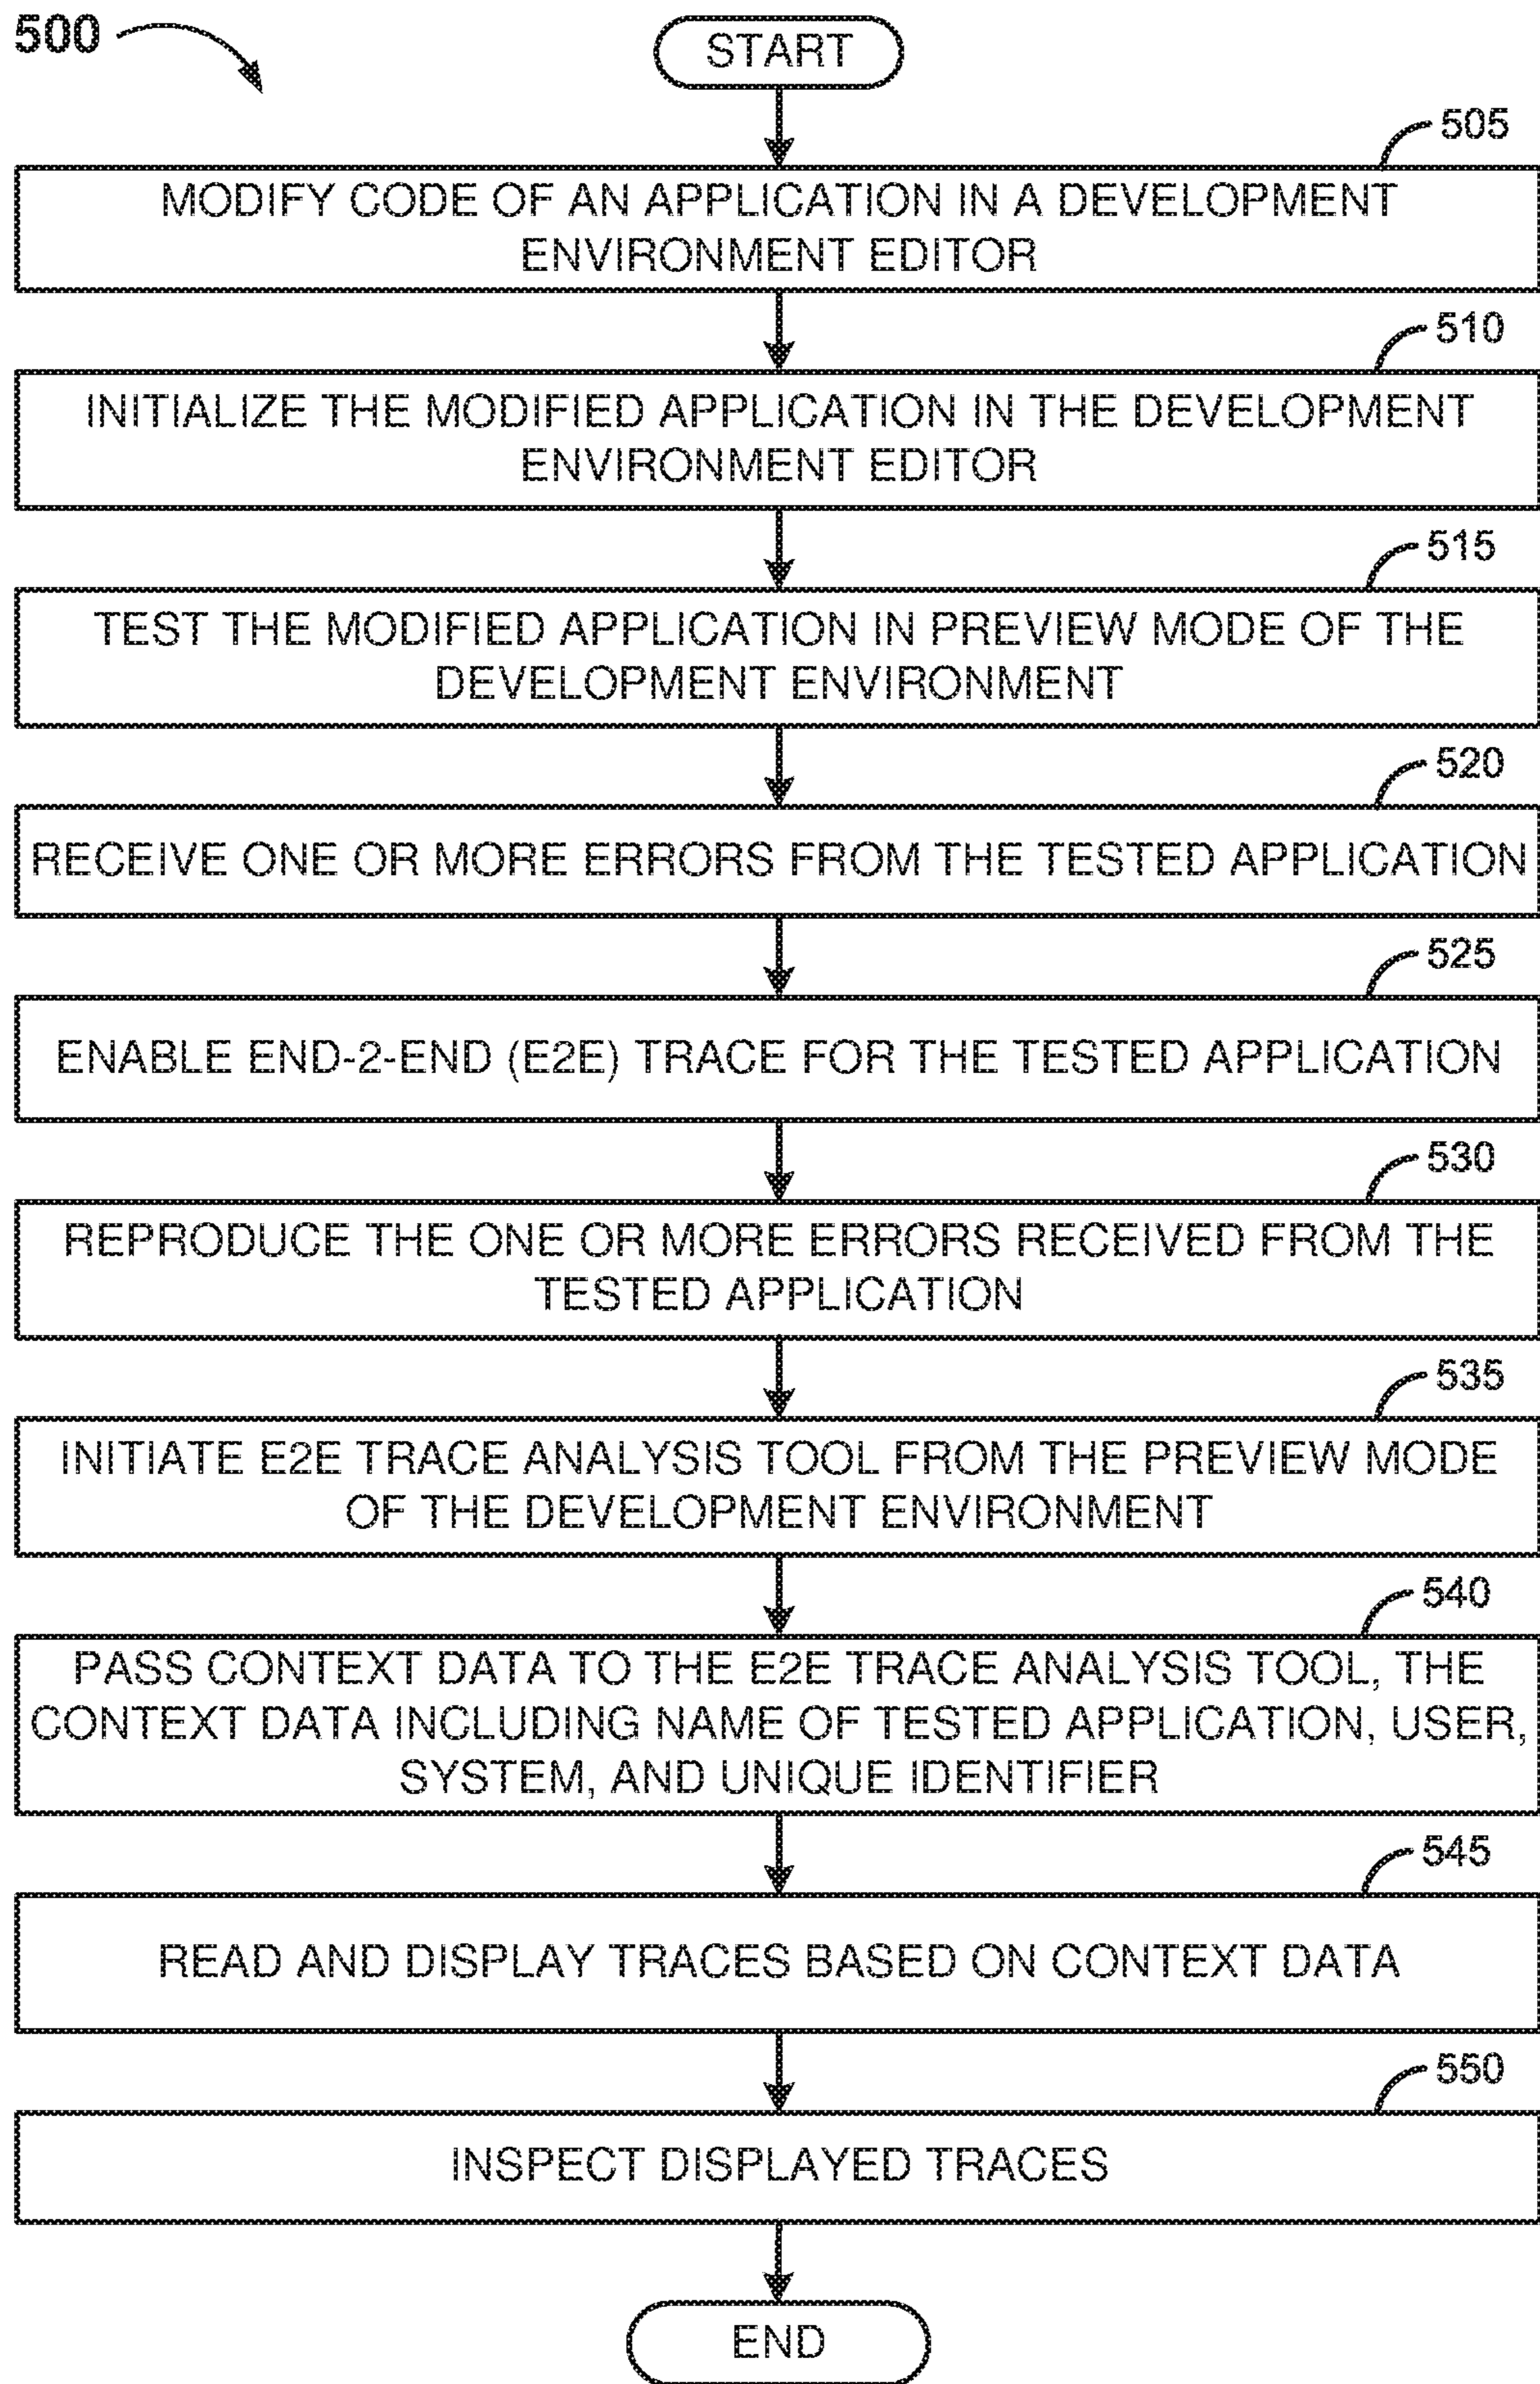 500
START
505
MODIFY CODE OF AN APPLICATION IN A DEVELOPMENT
ENVIRONMENT EDITOR
510
INITIALIZE THE MODIFIED APPLICATION IN THE DEVELOPMENT
ENVIRONMENT EDITOR
515
TEST THE MODIFIED APPLICATION IN PREVIEW MODE OF THE
DEVELOPMENT ENVIRONMENT
520
RECEIVE ONE OR MORE ERRORS FROM THE TESTED APPLICATION
525
ENABLE END-2-END (E2E) TRACE FOR THE TESTED APPLICATION
530
REPRODUCE THE ONE OR MORE ERRORS RECEIVED FROM THE
TESTED APPLICATION
535
INITIATE E2E TRACE ANALYSIS TOOL FROM THE PREVIEW MODE
OF THE DEVELOPMENT ENVIRONMENT
540
PASS CONTEXT DATA TO THE E2E TRACE ANALYSIS TOOL, THE
CONTEXT DATA INCLUDING NAME OF TESTED APPLICATION, USER,
SYSTEM, AND UNIQUE IDENTIFIER
545
READ AND DISPLAY TRACES BASED ON CONTEXT DATA
550
INSPECT DISPLAYED TRACES
END